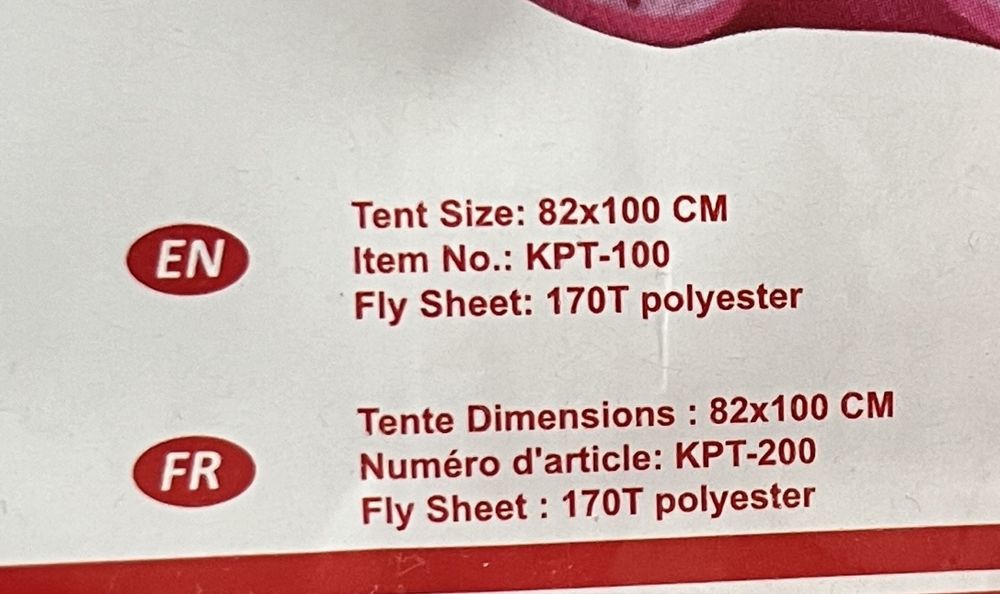 EN
Tent Size: 82x100 CM
Item No.: KPT-100
Fly Sheet: 170T polyester
FR
Tente Dimensions : 82x100 CM
Numéro d'article: KPT-200
Fly Sheet : 170T polyester